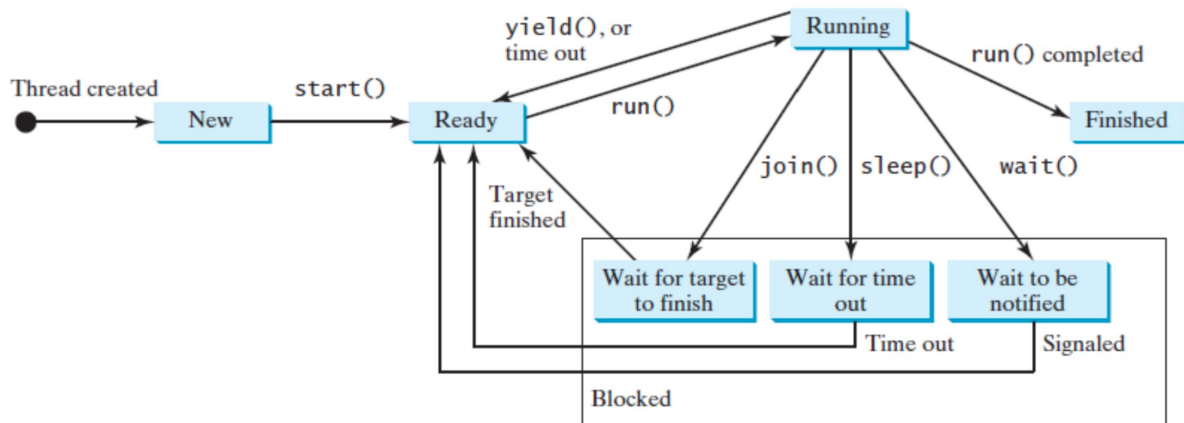 yield(), or
time out
Running
run() completed
Thread created
start()
New
Ready
run()
Finished
join()
sleep()
wait()
Target
finished
Wait for target
to finish
Wait for time
out
Wait to be
notified
Time out
Signaled
Blocked